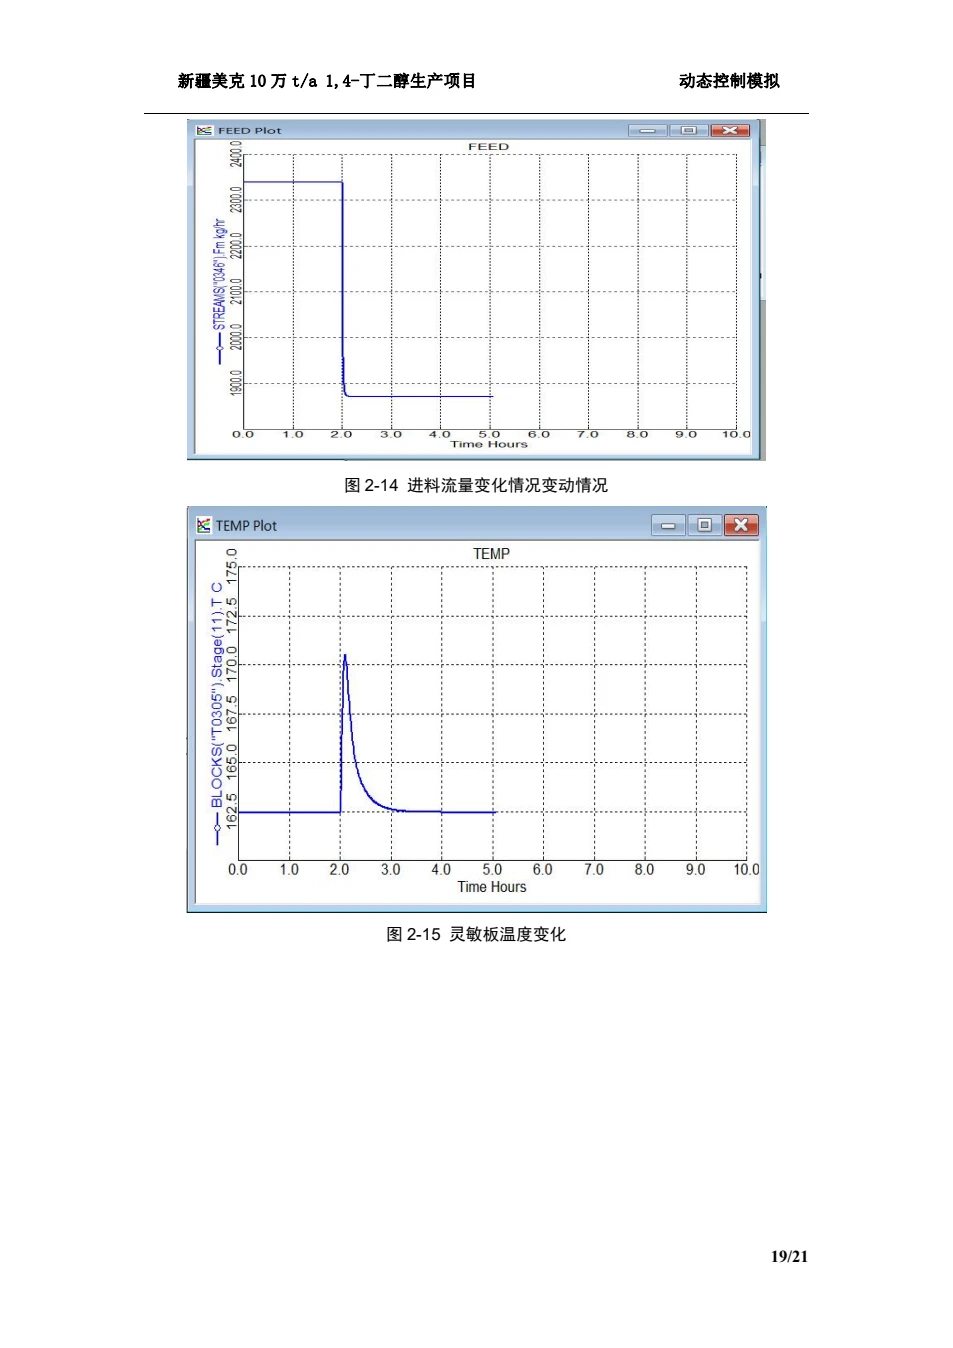 新疆美克 10 万 t/a 1,4-丁二醇生产项目 动态控制模拟
FEED Plot
FEED
STREAMS("0346").Fm kg/hr
1900.0 2000.0 2100.0 2200.0 2300.0 2400.0
0.0 1.0 2.0 3.0 4.0 5.0 6.0 7.0 8.0 9.0 10.0
Time Hours
图 2-14 进料流量变化情况变动情况
TEMP Plot
TEMP
BLOCKS("T0305").Stage(11).T C
162.5 165.0 167.5 170.0 172.5 175.0
0.0 1.0 2.0 3.0 4.0 5.0 6.0 7.0 8.0 9.0 10.0
Time Hours
图 2-15 灵敏板温度变化
19/21